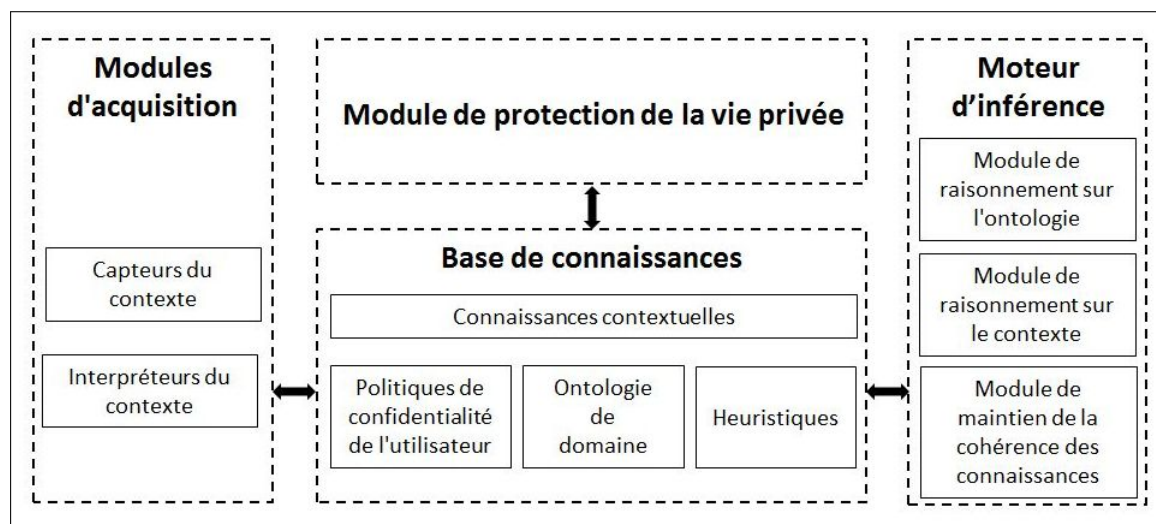 Modules
d'acquisition
Capteurs du
contexte
Interpréteurs du
contexte
Module de protection de la vie privée
Base de connaissances
Connaissances contextuelles
Politiques de
confidentialité
de l'utilisateur
Ontologie
de
domaine
Heuristiques
Moteur
d’inférence
Module de
raisonnement sur
l'ontologie
Module de
raisonnement sur
le contexte
Module de
maintien de la
cohérence des
connaissances